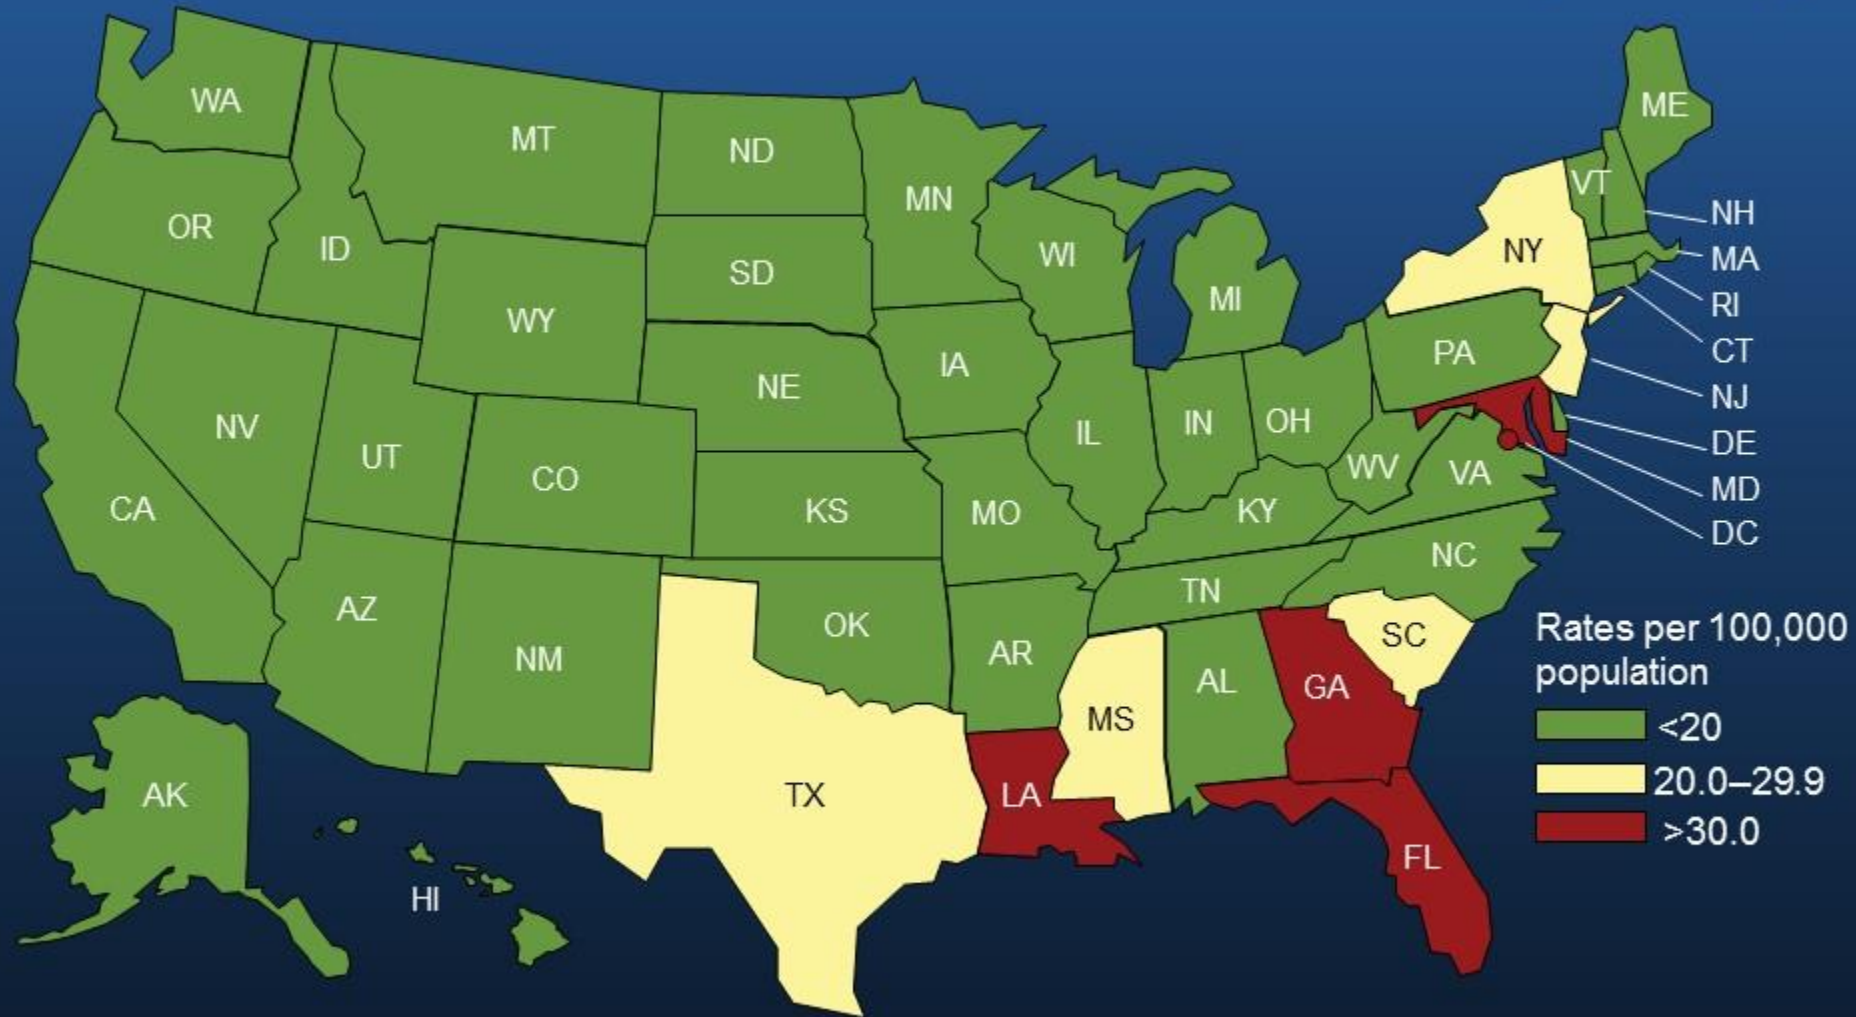 WA
MT
ND
MN
ME
VT
NH
OR
ID
SD
WI
NY
MA
MI
RI
WY
CT
IA
PA
NE
NJ
NV
UT
CO
IL
IN
OH
DE
WV
VA
MD
CA
KS
MO
KY
DC
NC
AZ
NM
OK
TN
AR
SC
MS
AL
GA
Rates per 100,000
population
<20
20.0–29.9
>30.0
AK
TX
LA
FL
HI